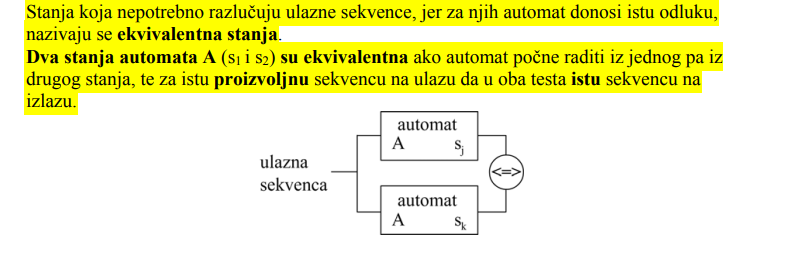 Stanja koja nepotrebno razlučuju ulazne sekvence, jer za njih automat donosi istu odluku,
nazivaju se ekvivalentna stanja.
Dva stanja automata A (s1 i s2) su ekvivalentna ako automat počne raditi iz jednog pa iz
drugog stanja, te za istu proizvoljnu sekvencu na ulazu da u oba testa istu sekvencu na
izlazu.
automat
A sj
ulazna
sekvenca
<=>
automat
A sk